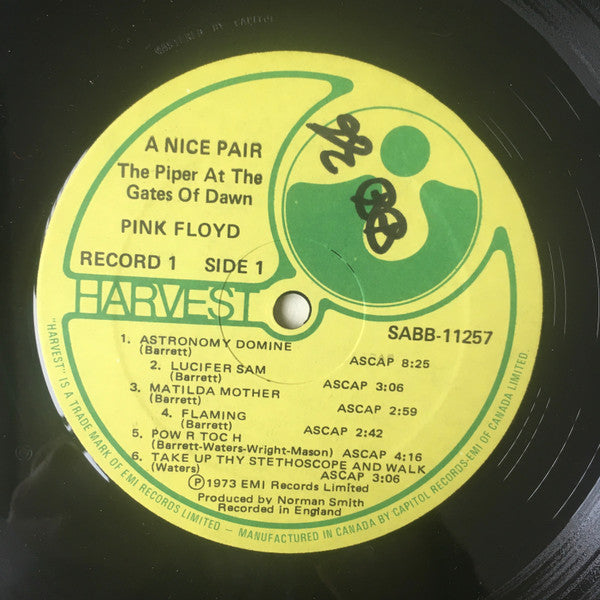 MASTERED BY CAPITOL
A NICE PAIR
The Piper At The
Gates Of Dawn
PINK FLOYD
RECORD 1 SIDE 1
HARVEST
SABB-11257
1. ASTRONOMY DOMINE
(Barrett) ASCAP 8:25
2. LUCIFER SAM
(Barrett) ASCAP 3:06
3. MATILDA MOTHER
(Barrett) ASCAP 2:59
4. FLAMING
(Barrett) ASCAP 2:42
5. POW R TOC H
(Barrett-Waters-Wright-Mason) ASCAP 4:16
6. TAKE UP THY STETHOSCOPE AND WALK
(Waters) ASCAP 3:06
Ⓟ 1973 EMI Records Limited
Produced by Norman Smith
Recorded in England
"HARVEST" IS A TRADE MARK OF EMI RECORDS LIMITED – MANUFACTURED IN CANADA BY CAPITOL RECORDS-EMI OF CANADA LIMITED.